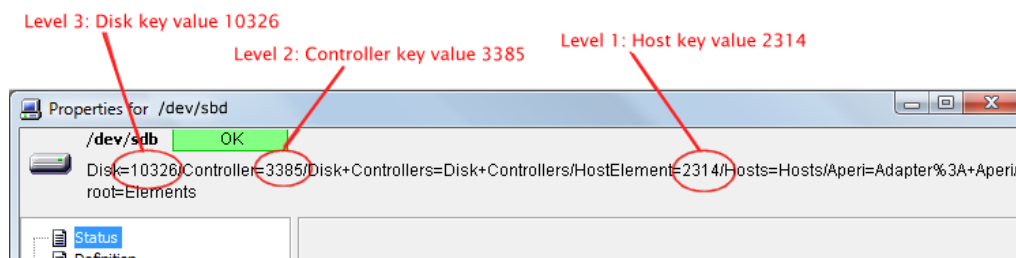 Level 3: Disk key value 10326
Level 2: Controller key value 3385
Level 1: Host key value 2314
Properties for /dev/sbd
/dev/sdb OK
Disk=10326/Controller=3385/Disk+Controllers=Disk+Controllers/HostElement=2314/Hosts=Hosts/Aperi=Adapter%3A+Aperi/
root=Elements
Status
Definition